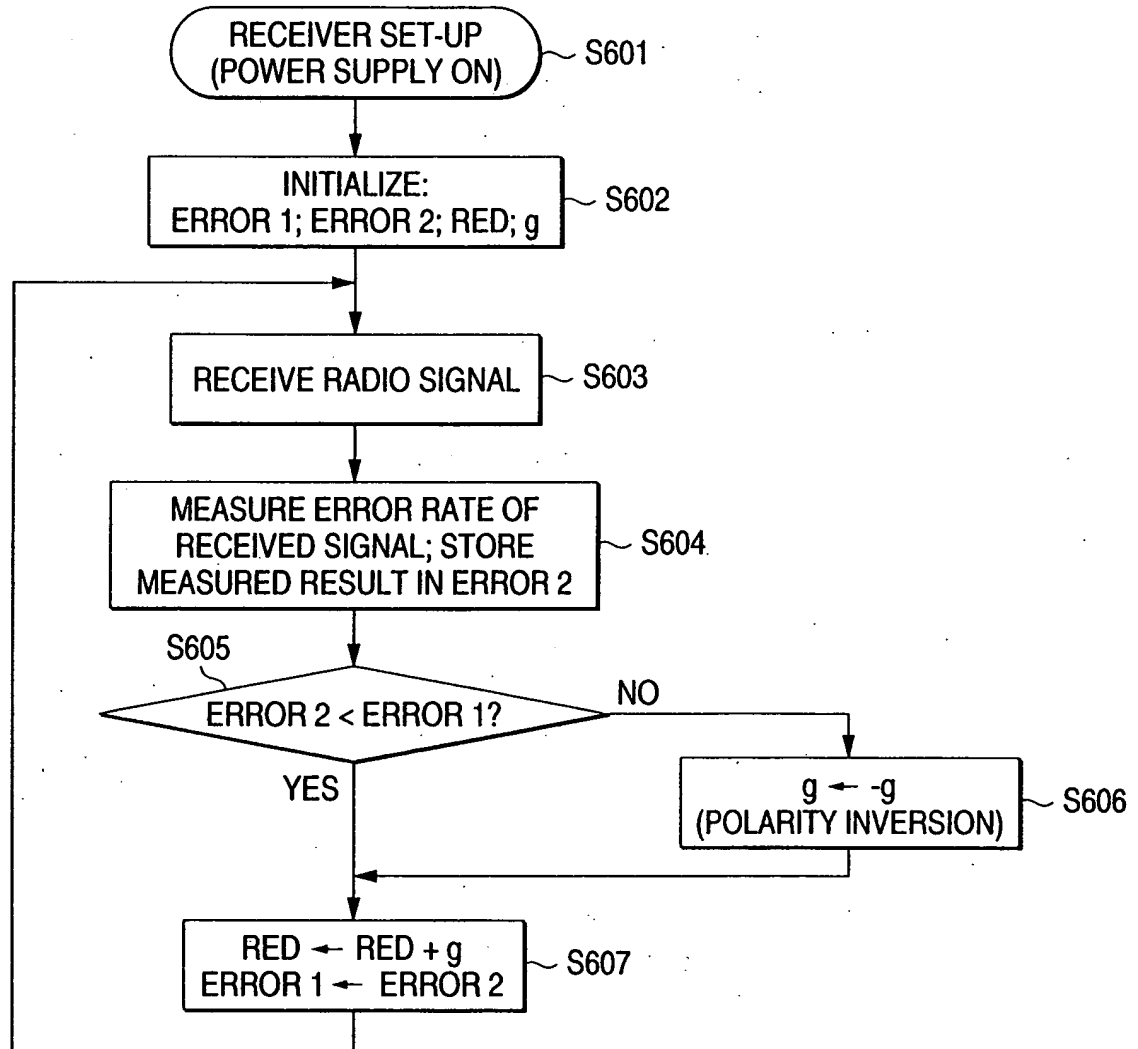 RECEIVER SET-UP
(POWER SUPPLY ON)
S601
INITIALIZE:
ERROR 1; ERROR 2; RED; g
S602
RECEIVE RADIO SIGNAL
S603
MEASURE ERROR RATE OF
RECEIVED SIGNAL; STORE
MEASURED RESULT IN ERROR 2
S604
S605
ERROR 2 < ERROR 1?
NO
YES
g ← -g
(POLARITY INVERSION)
S606
RED ← RED + g
ERROR 1 ← ERROR 2
S607